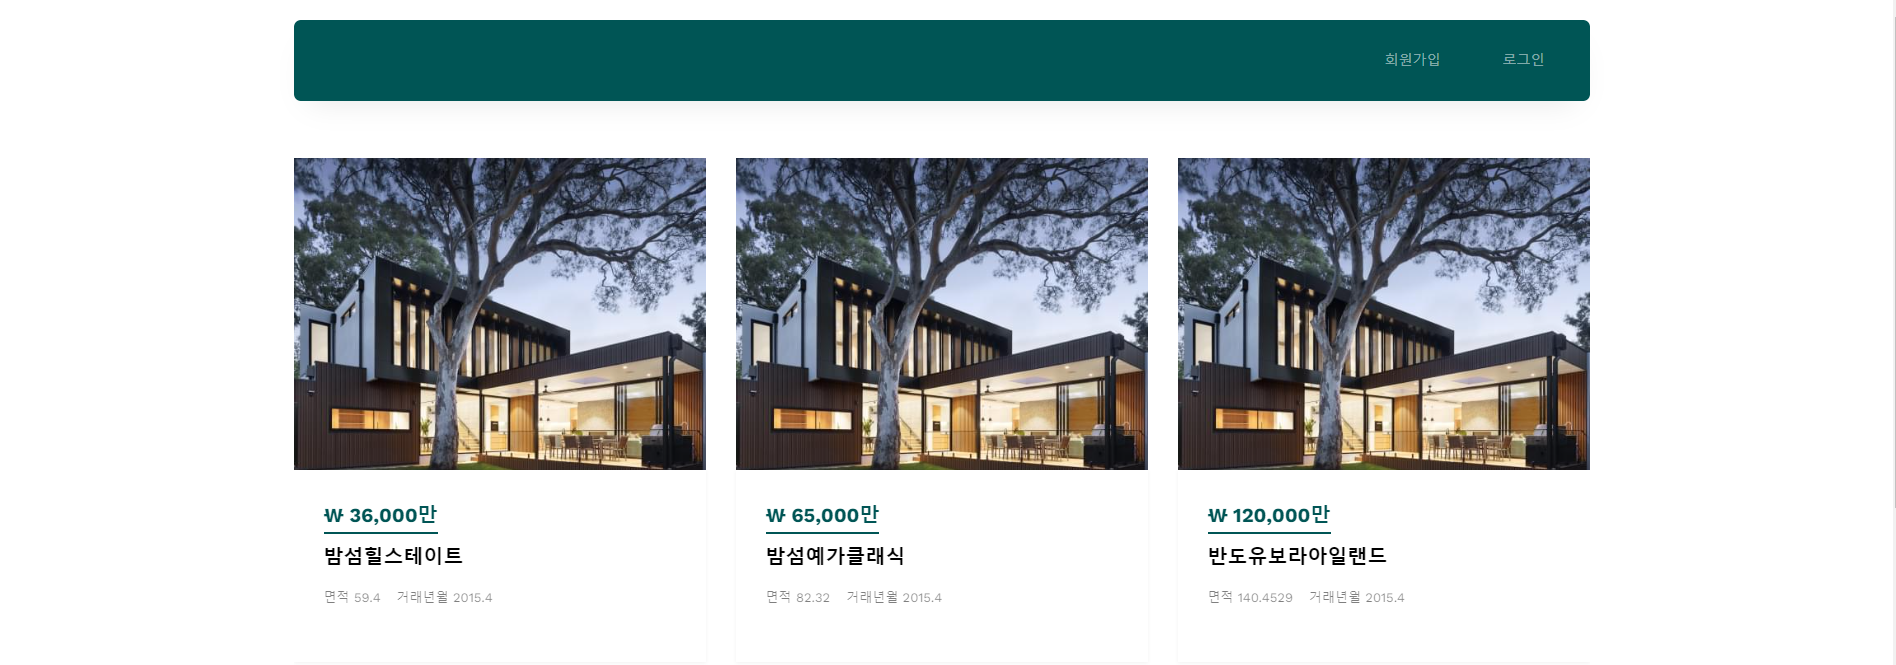 회원가입 로그인
₩ 36,000만
밤섬힐스테이트
면적 59.4 거래년월 2015.4
₩ 65,000만
밤섬예가클래식
면적 82.32 거래년월 2015.4
₩ 120,000만
반도유보라아일랜드
면적 140.4529 거래년월 2015.4